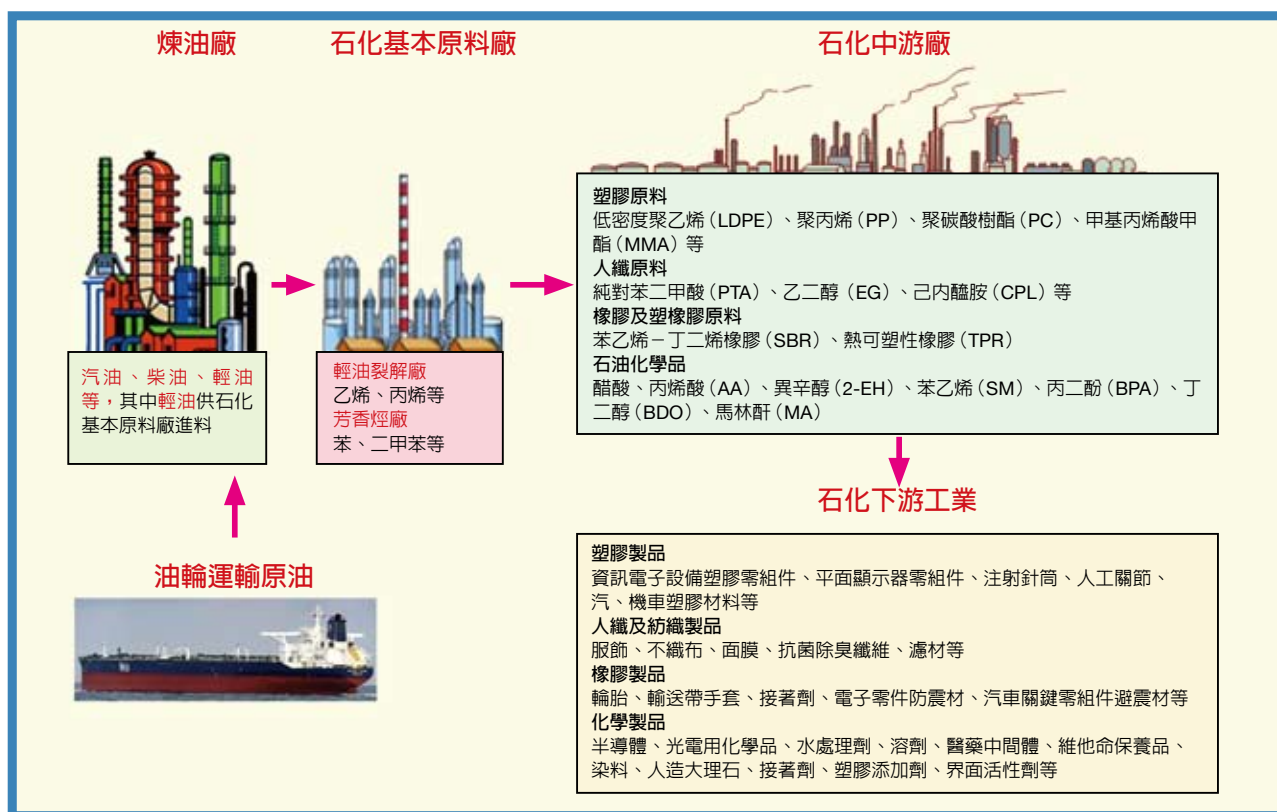 煉油廠
石化基本原料廠
石化中游廠
汽油、柴油、輕油
等,其中輕油供石化
基本原料廠進料
輕油裂解廠
乙烯、丙烯等
芳香烴廠
苯、二甲苯等
塑膠原料
低密度聚乙烯(LDPE)、聚丙烯(PP)、聚碳酸樹酯(PC)、甲基丙烯酸甲
酯(MMA)等
人纖原料
純對苯二甲酸(PTA)、乙二醇(EG)、己內醯胺(CPL)等
橡膠及塑橡膠原料
苯乙烯-丁二烯橡膠(SBR)、熱可塑性橡膠(TPR)
石油化學品
醋酸、丙烯酸(AA)、異辛醇(2-EH)、苯乙烯(SM)、丙二酚(BPA)、丁
二醇(BDO)、馬林酐(MA)
油輪運輸原油
石化下游工業
塑膠製品
資訊電子設備塑膠零組件、平面顯示器零組件、注射針筒、人工關節、
汽、機車塑膠材料等
人纖及紡織製品
服飾、不織布、面膜、抗菌除臭纖維、濾材等
橡膠製品
輪胎、輸送帶手套、接著劑、電子零件防震材、汽車關鍵零組件避震材等
化學製品
半導體、光電用化學品、水處理劑、溶劑、醫藥中間體、維他命保養品、
染料、人造大理石、接著劑、塑膠添加劑、界面活性劑等